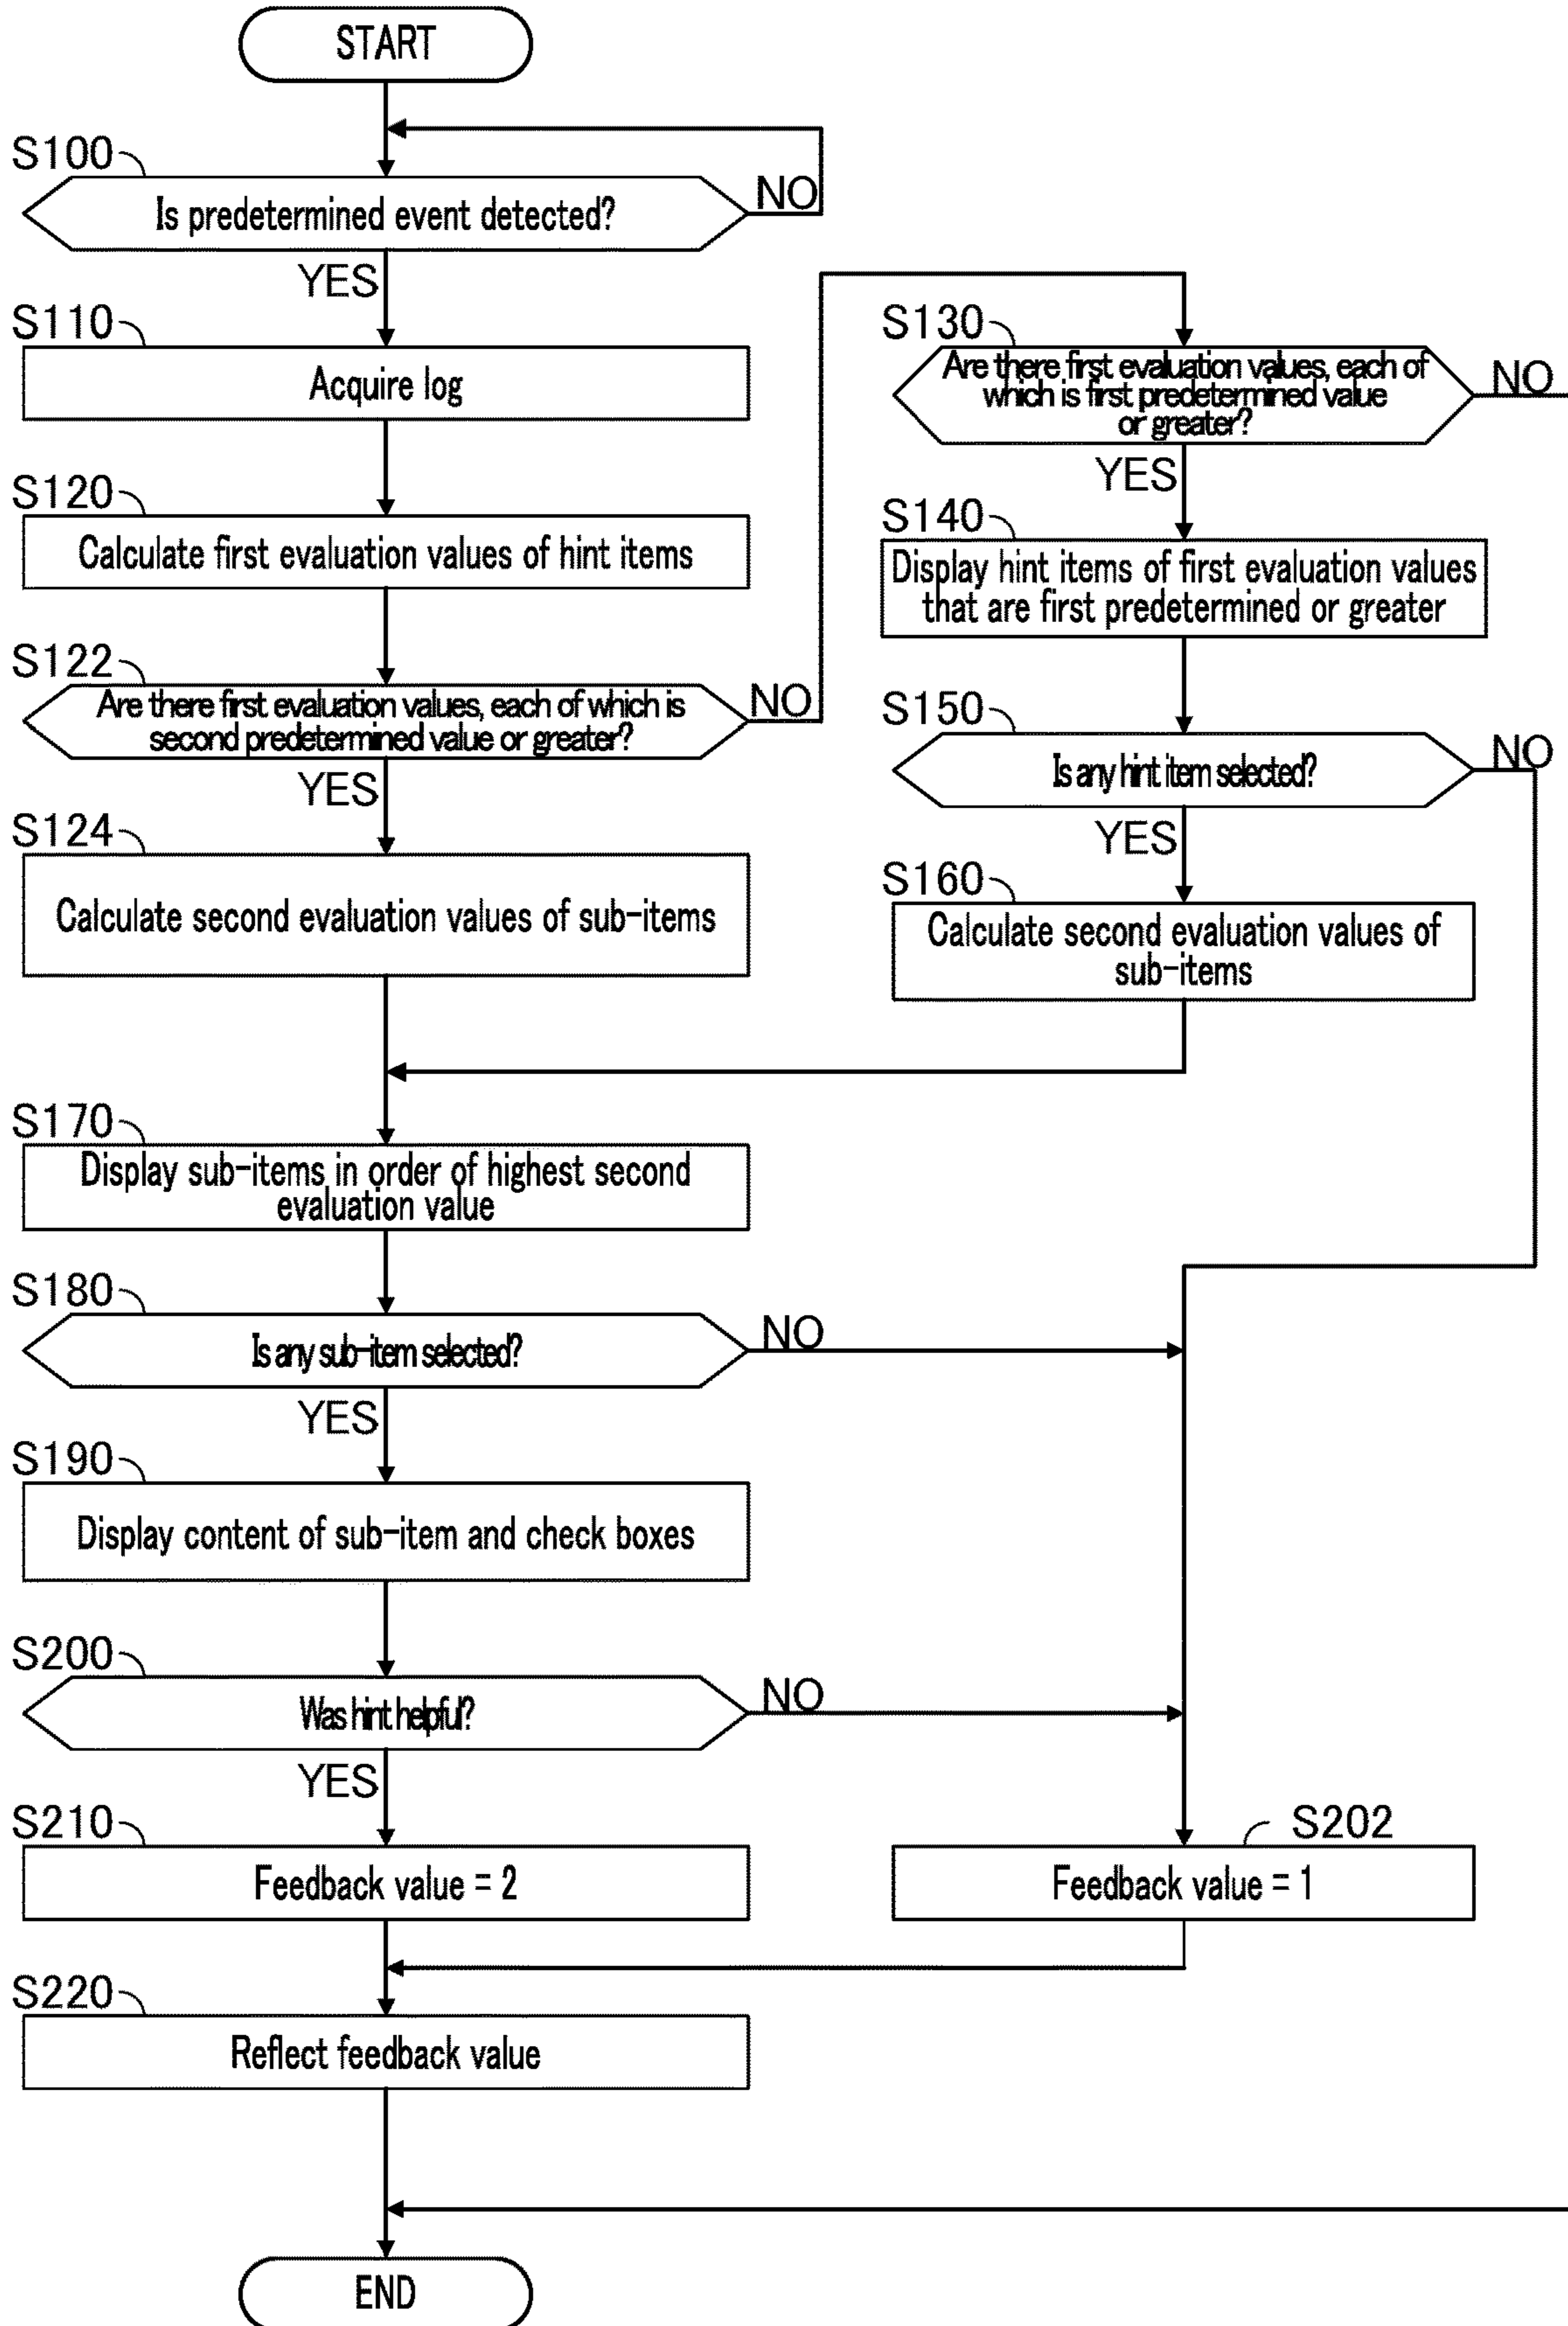 START
S100
Is predetermined event detected?
NO
YES
S110
Acquire log
S120
Calculate first evaluation values of hint items
S122
Are there first evaluation values, each of which is
second predetermined value or greater?
NO
YES
S124
Calculate second evaluation values of sub-items
S130
Are there first evaluation values, each of
which is first predetermined value
or greater?
NO
YES
S140
Display hint items of first evaluation values
that are first predetermined or greater
S150
Is any hint item selected?
NO
YES
S160
Calculate second evaluation values of
sub-items
S170
Display sub-items in order of highest second
evaluation value
S180
Is any sub-item selected?
NO
YES
S190
Display content of sub-item and check boxes
S200
Was hint helpful?
NO
YES
S210
Feedback value = 2
S202
Feedback value = 1
S220
Reflect feedback value
END